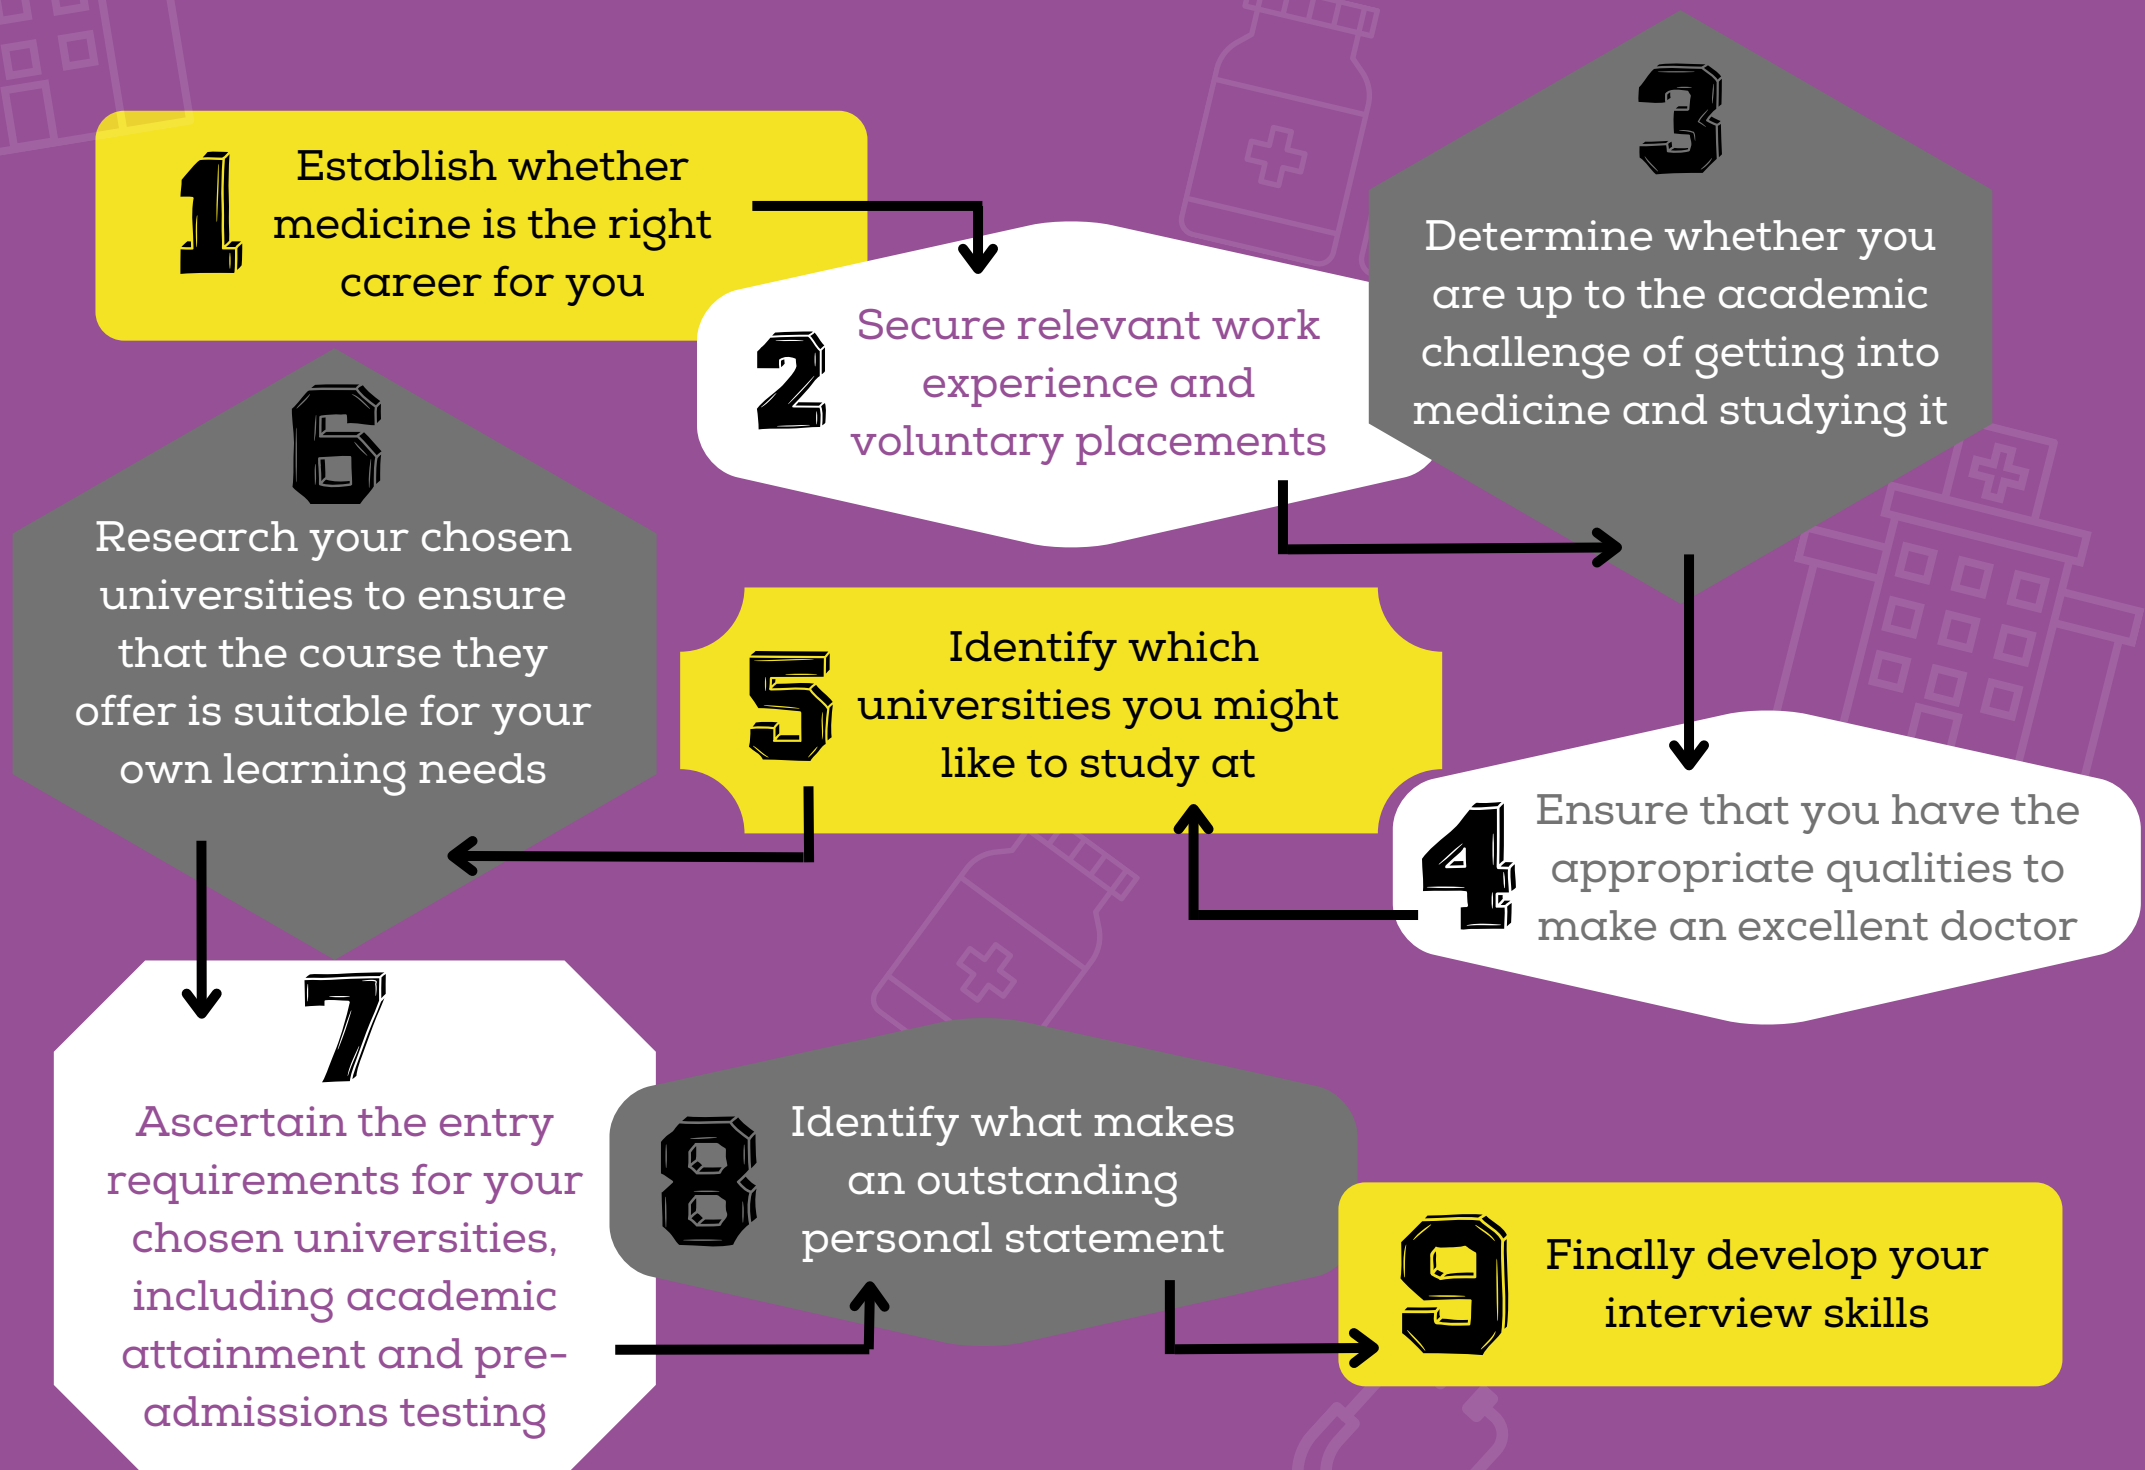 1
Establish whether
medicine is the right
career for you
2
Secure relevant work
experience and
voluntary placements
3
Determine whether you
are up to the academic
challenge of getting into
medicine and studying it
4
Ensure that you have the
appropriate qualities to
make an excellent doctor
5
Identify which
universities you might
like to study at
6
Research your chosen
universities to ensure
that the course they
offer is suitable for your
own learning needs
7
Ascertain the entry
requirements for your
chosen universities,
including academic
attainment and pre-
admissions testing
8
Identify what makes
an outstanding
personal statement
9
Finally develop your
interview skills